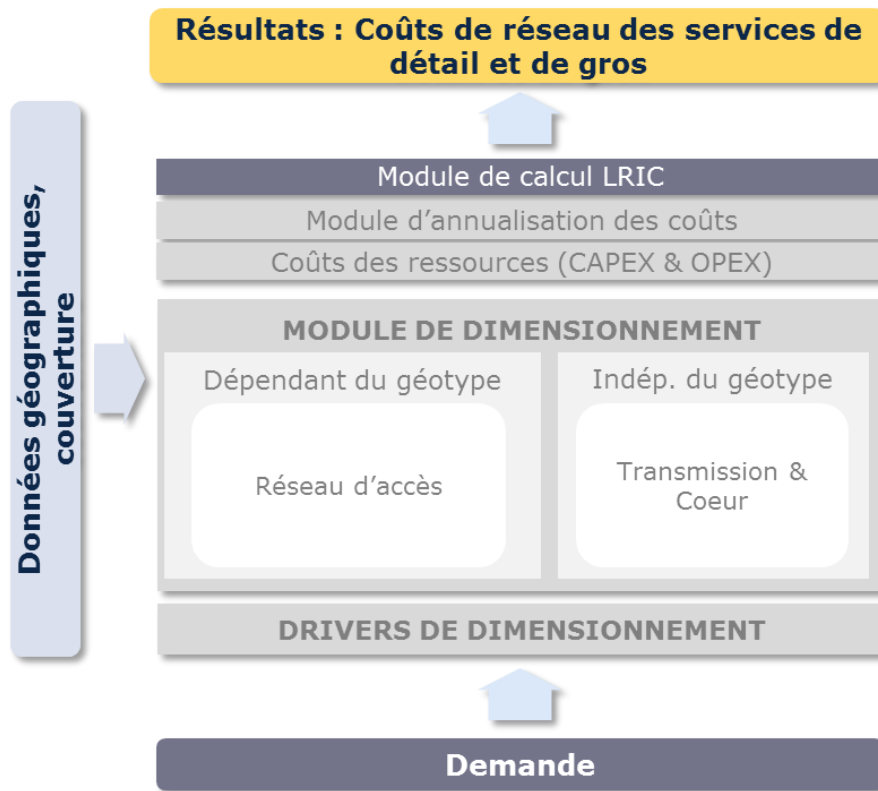 Résultats : Coûts de réseau des services de
détail et de gros
Données géographiques,
couverture
Module de calcul LRIC
Module d’annualisation des coûts
Coûts des ressources (CAPEX & OPEX)
MODULE DE DIMENSIONNEMENT
Dépendant du géotype
Réseau d’accès
Indép. du géotype
Transmission &
Coeur
DRIVERS DE DIMENSIONNEMENT
Demande